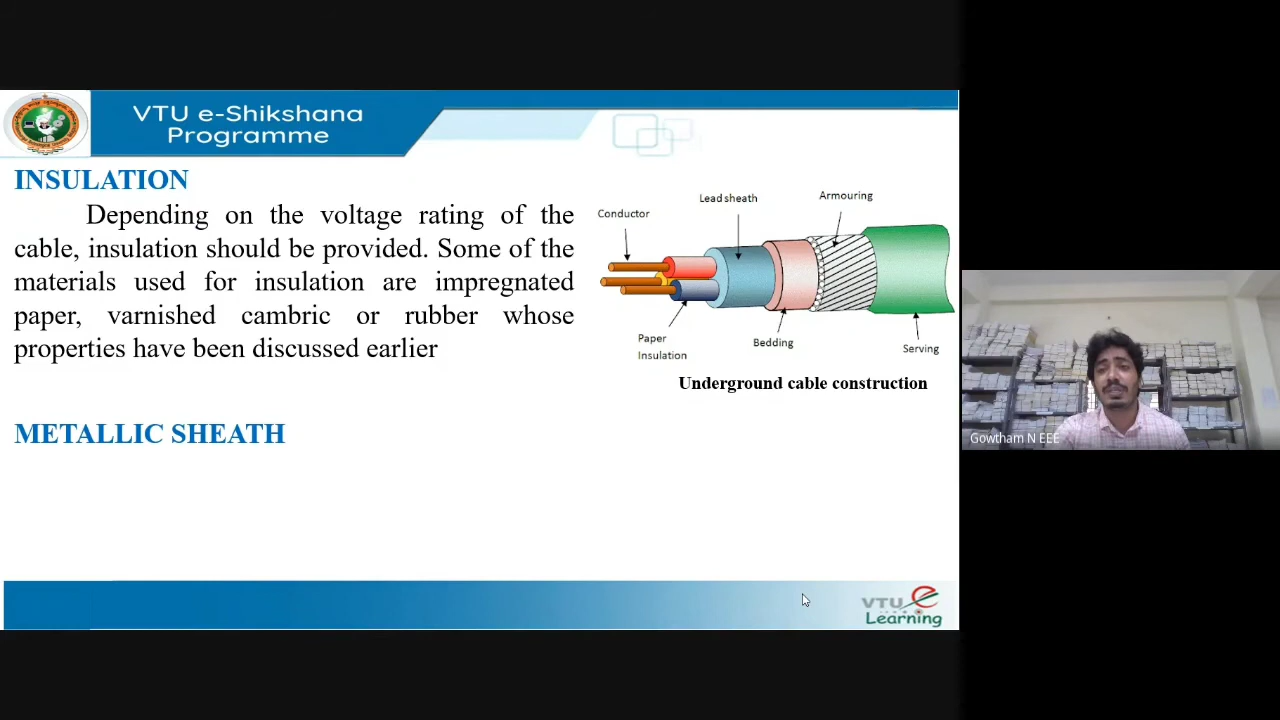 VTU e-Shikshana
Programme
INSULATION
Depending on the voltage rating of the
cable, insulation should be provided. Some of the
materials used for insulation are impregnated
paper, varnished cambric or rubber whose
properties have been discussed earlier
METALLIC SHEATH
Conductor
Lead sheath
Armouring
Paper
Insulation
Bedding
Serving
Underground cable construction
Gowtham N EEE
VTU e
Learning